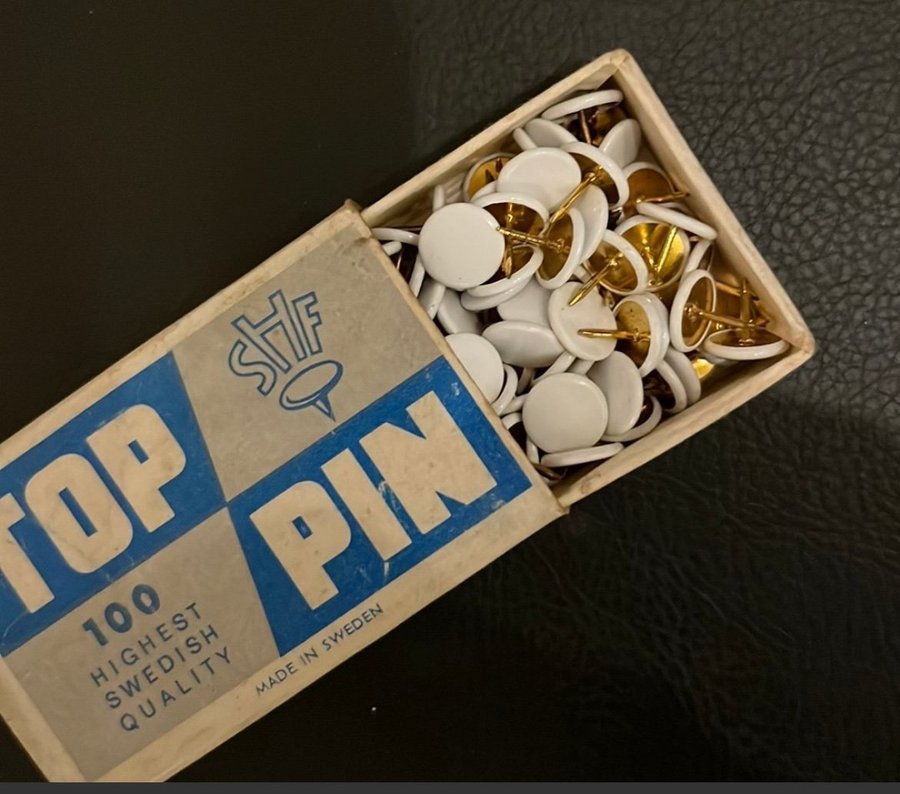 SHF
TOP
PIN
100
HIGHEST
SWEDISH
QUALITY
MADE IN SWEDEN